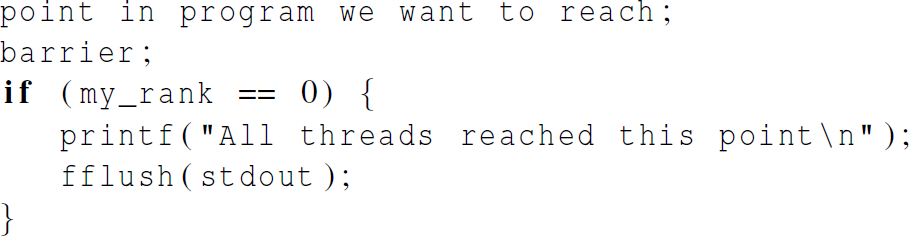 point in program we want to reach;
barrier;
if (my_rank == 0) {
   printf("All threads reached this point\n");
   fflush(stdout);
}